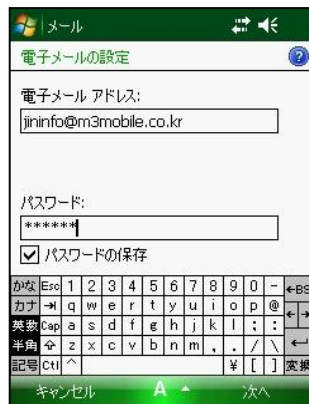 メール
電子メールの設定
電子メール アドレス:
jininfo@m3mobile.co.kr
パスワード:
******
パスワードの保存
かな Esc 1 2 3 4 5 6 7 8 9 0 - ←BS
カナ →| q w e r t y u i o p @ ← →
英数 Cap a s d f g h j k l ; :
半角 z x c v b n m , . / \
記号 Ctl ^ ¥ [ ] 変換
キャンセル A 次へ